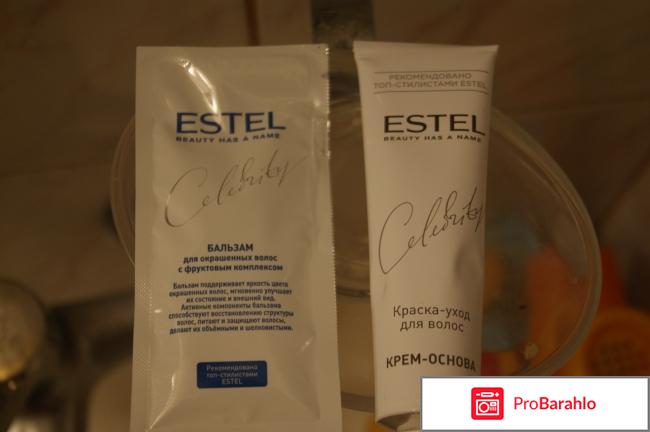 ESTEL
BEAUTY HAS A NAME
Celebrity
БАЛЬЗАМ
для окрашенных волос
с фруктовым комплексом
Бальзам поддерживает яркость цвета
окрашенных волос, мгновенно улучшает
их состояние и внешний вид.
Активные компоненты бальзама
способствуют восстановлению структуры
волос, питают и защищают волосы,
делают их объёмными и шелковистыми.
Рекомендовано
топ-стилистами
ESTEL
РЕКОМЕНДОВАНО
ТОП-СТИЛИСТАМИ ESTEL
ESTEL
BEAUTY HAS A NAME
Celebrity
Краска-уход
для волос
КРЕМ-ОСНОВА
ProBarahlo